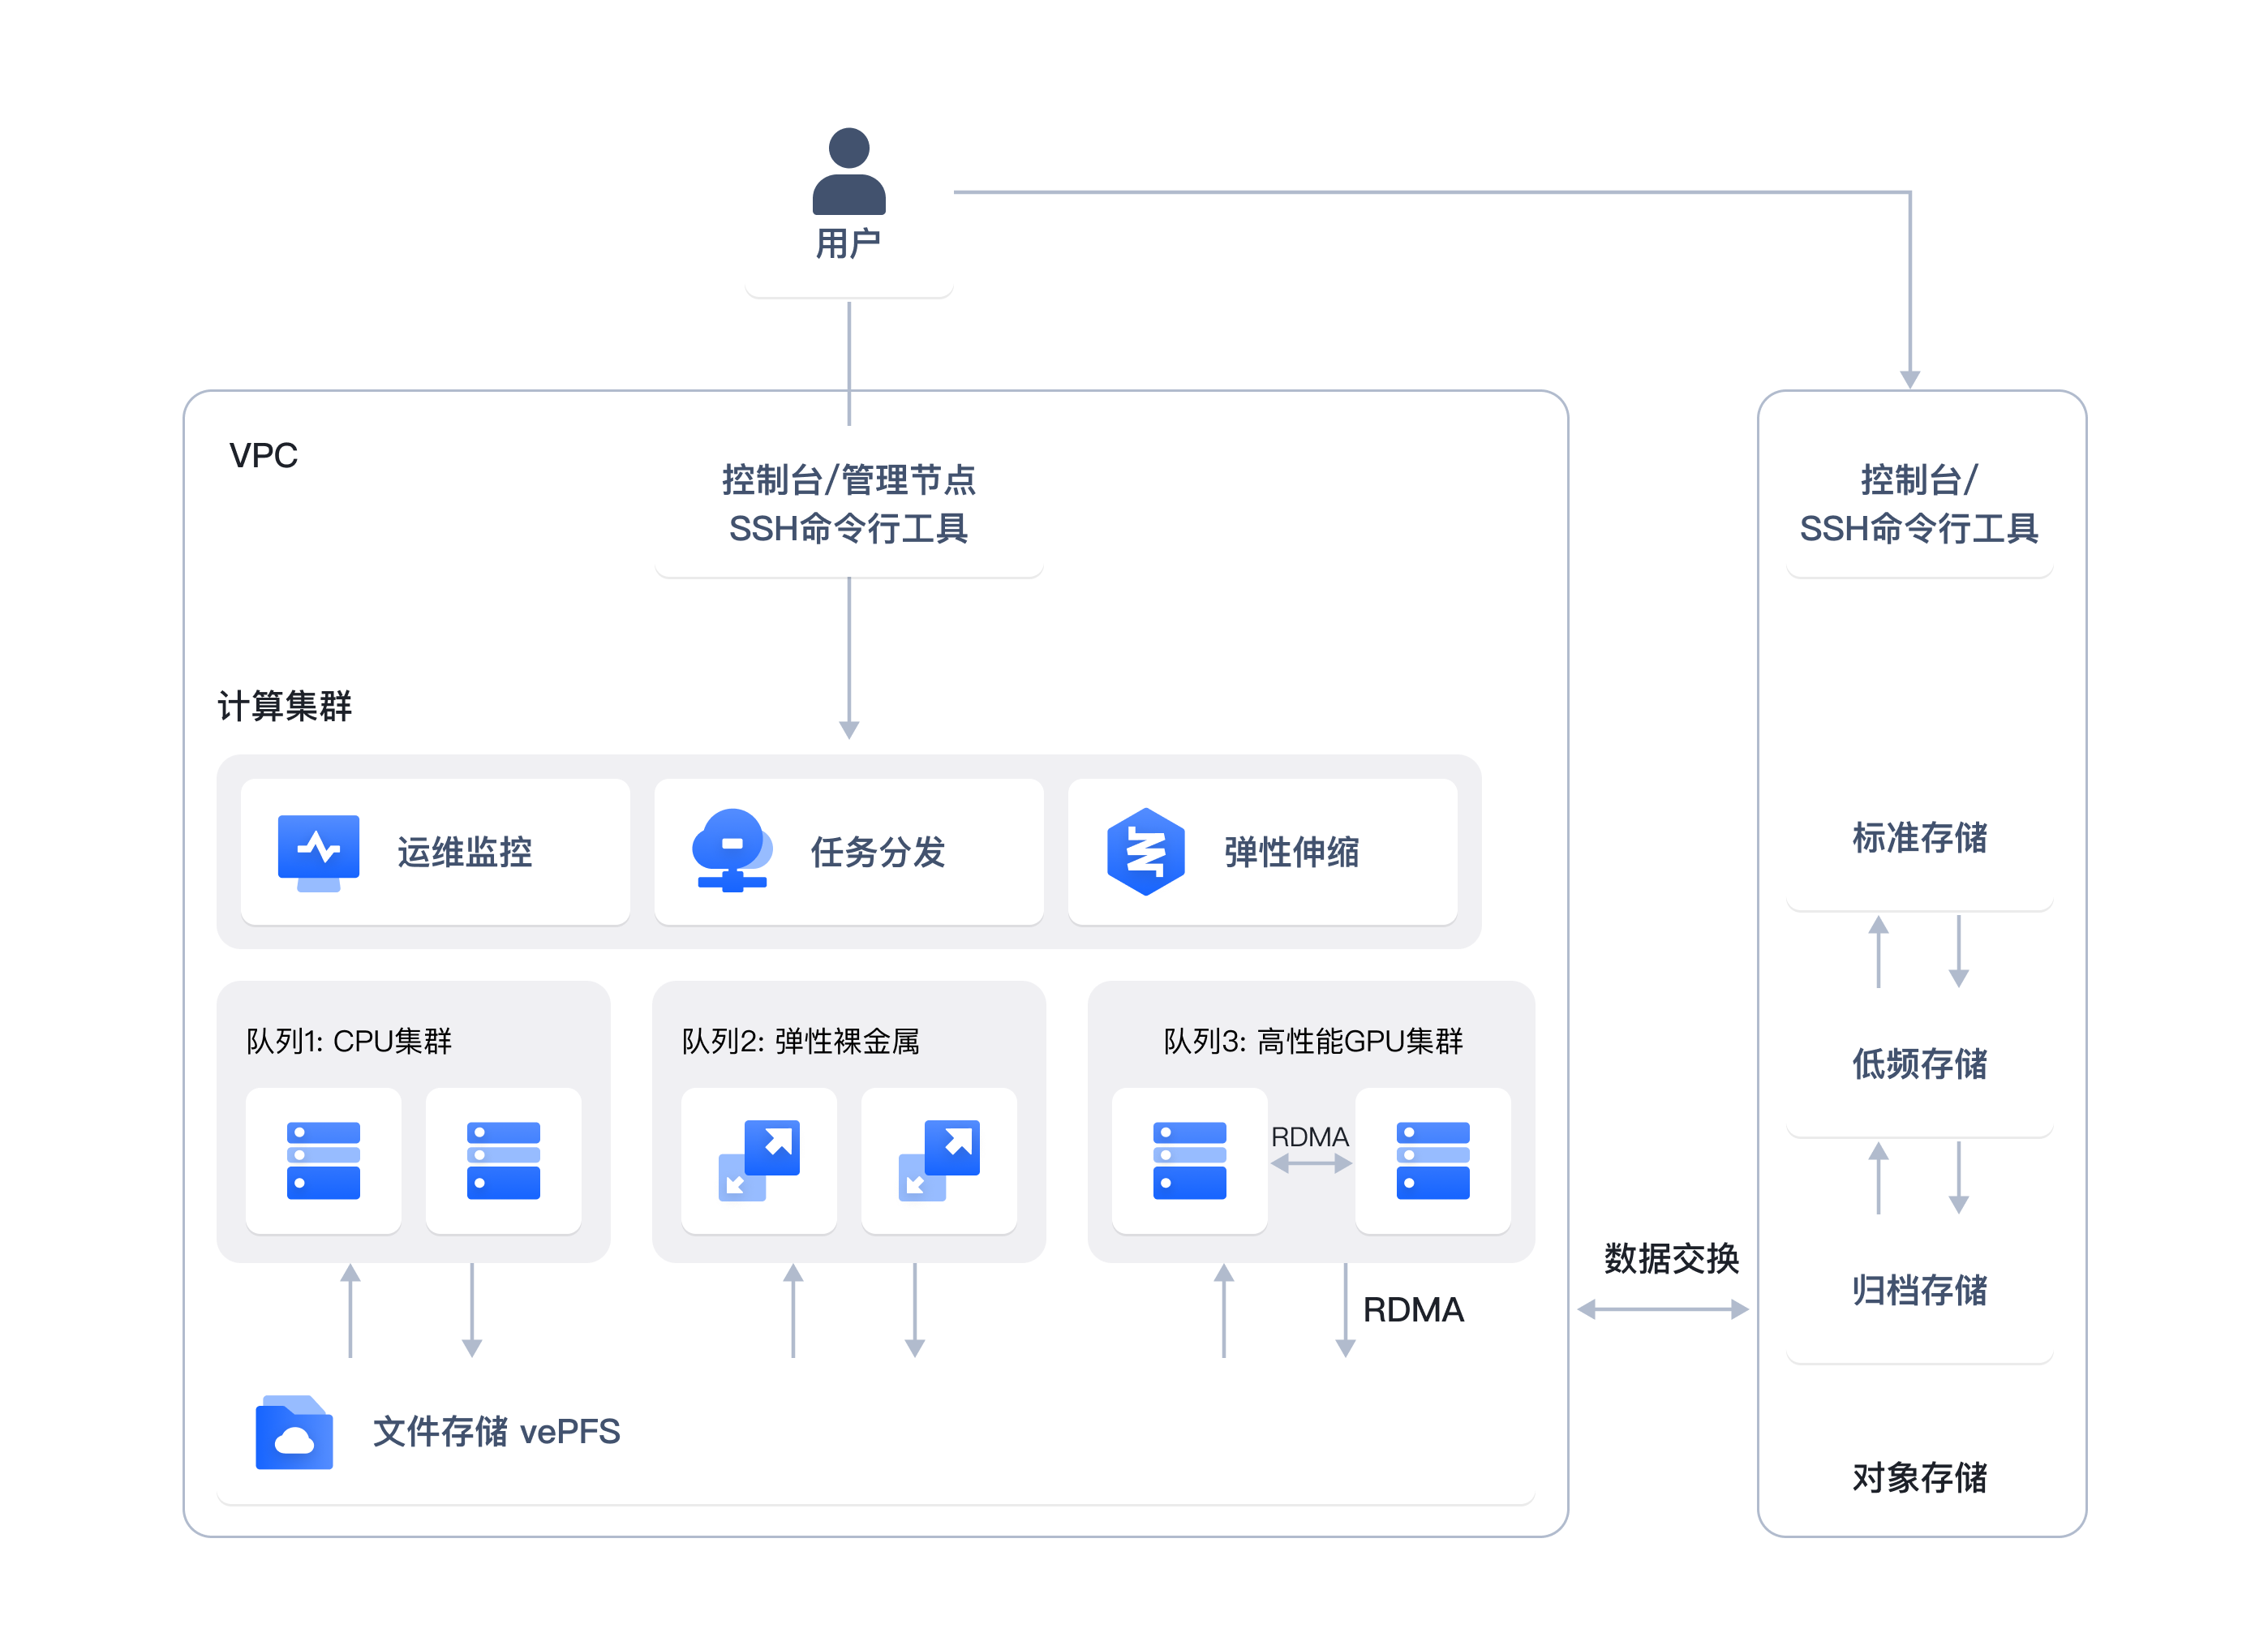 用户
VPC
控制台/管理节点
SSH命令行工具
计算集群
运维监控
任务分发
弹性伸缩
队列1: CPU集群
队列2: 弹性裸金属
队列3: 高性能GPU集群
RDMA
RDMA
文件存储 vePFS
数据交换
控制台/
SSH命令行工具
标准存储
低频存储
归档存储
对象存储